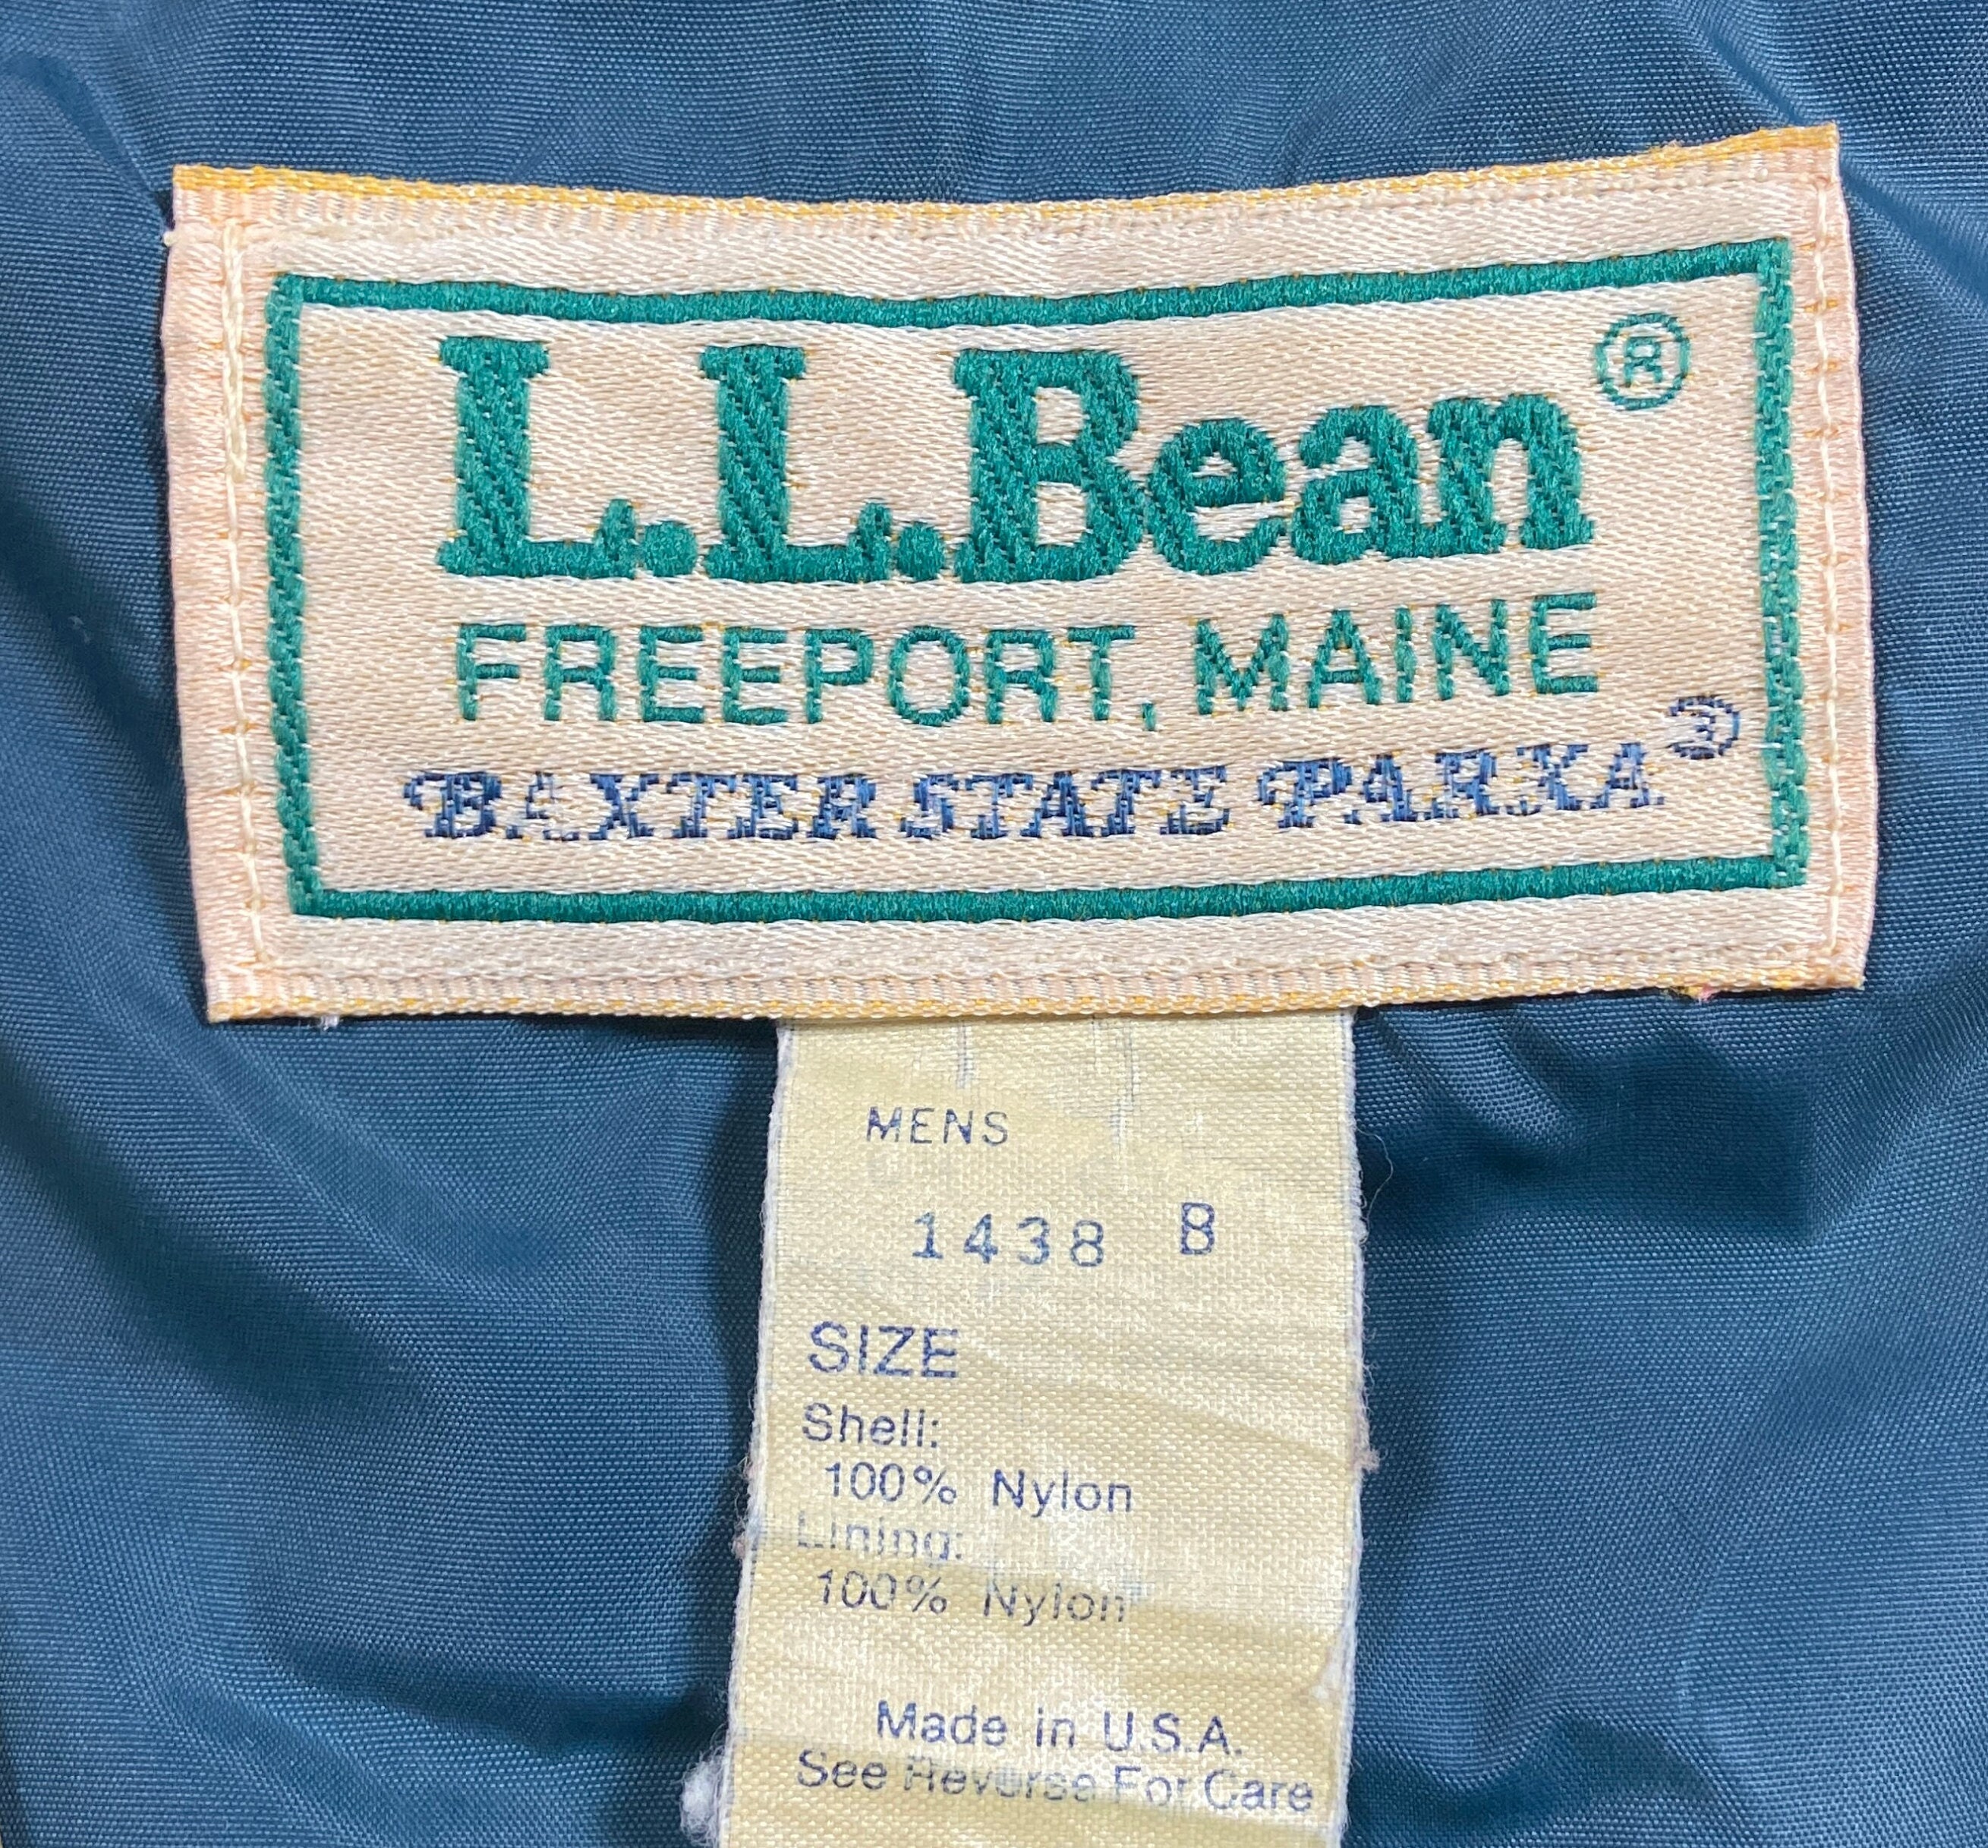 L.L.Bean®
FREEPORT, MAINE
BAXTER STATE PARKA®
MENS
1438 B
SIZE
Shell:
100% Nylon
Lining:
100% Nylon
Made in U.S.A.
See Reverse For Care